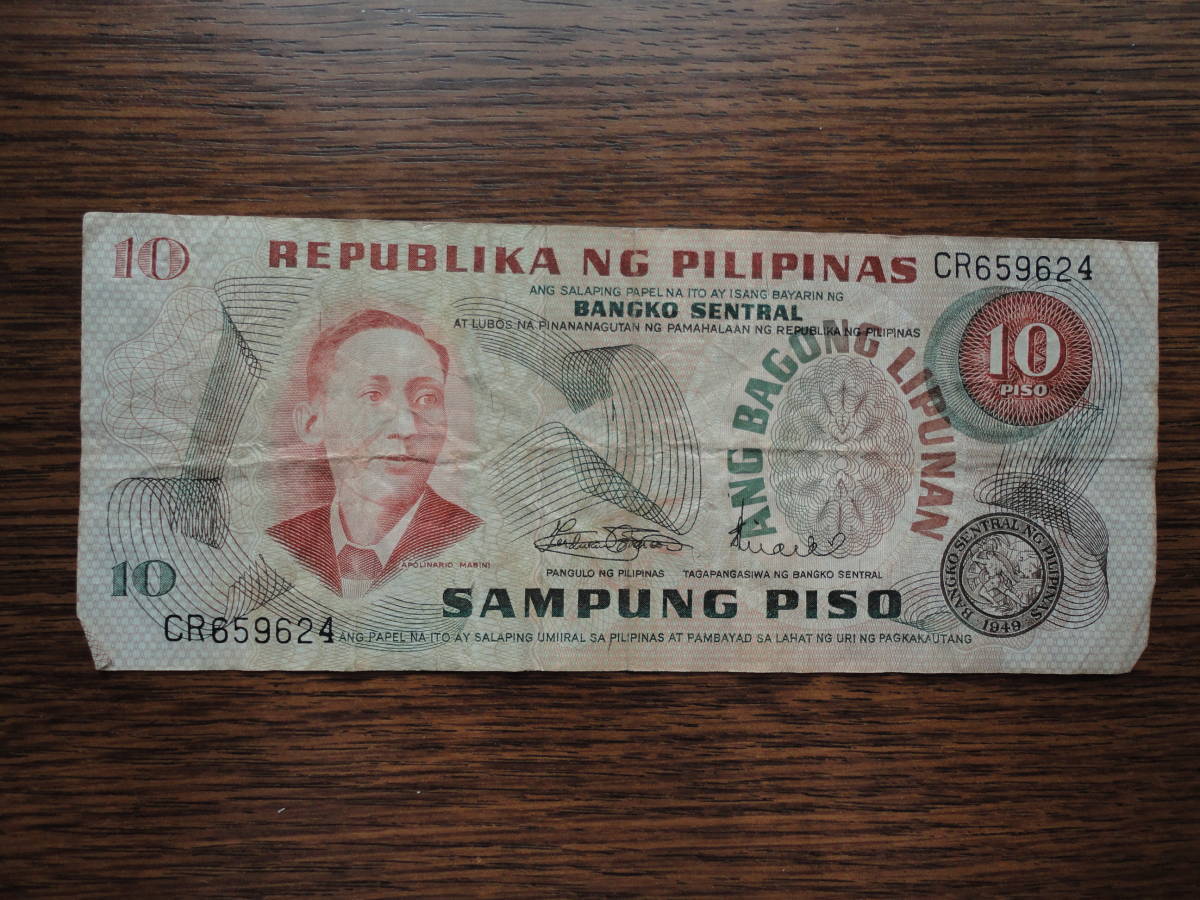 10
REPUBLIKA NG PILIPINAS
CR659624
ANG SALAPING PAPEL NA ITO AY ISANG BAYARIN NG
BANGKO SENTRAL
AT LUBOS NA PINANANAGUTAN NG PAMAHALAAN NG REPUBLIKA NG PILIPINAS
10
PISO
ANG BAGONG LIPUNAN
APOLINARIO MABINI
PANGULO NG PILIPINAS
TAGAPANGASIWA NG BANGKO SENTRAL
10
SAMPUNG PISO
BANGKO SENTRAL NG PILIPINAS
1949
CR659624
ANG PAPEL NA ITO AY SALAPING UMIIRAL SA PILIPINAS AT PAMBAYAD SA LAHAT NG URI NG PAGKAKAUTANG